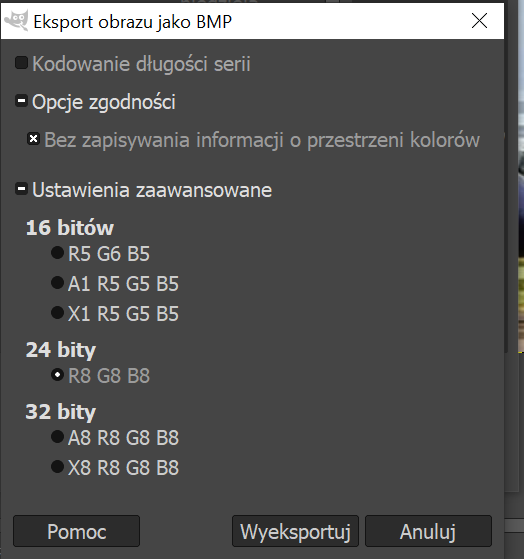 Eksport obrazu jako BMP
Kodowanie długości serii
Opcje zgodności
Bez zapisywania informacji o przestrzeni kolorów
Ustawienia zaawansowane
16 bitów
R5 G6 B5
A1 R5 G5 B5
X1 R5 G5 B5
24 bity
R8 G8 B8
32 bity
A8 R8 G8 B8
X8 R8 G8 B8
Pomoc Wyeksportuj Anuluj